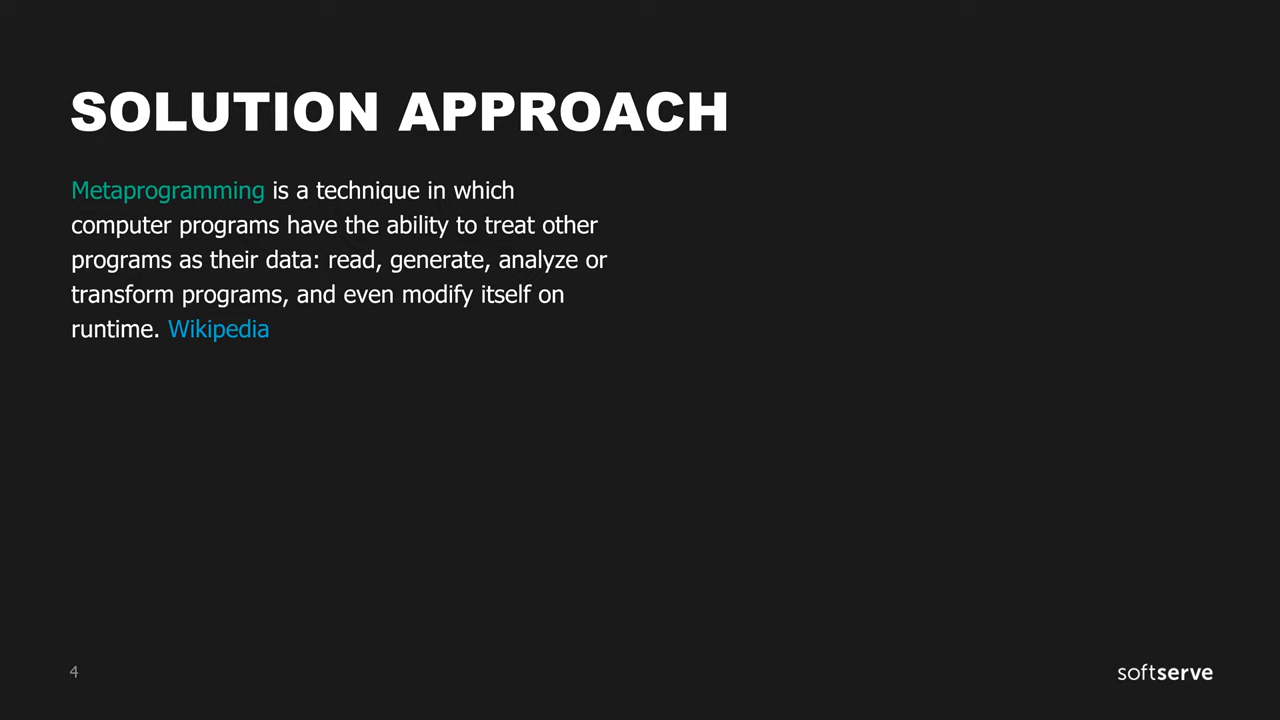 SOLUTION APPROACH
Metaprogramming is a technique in which
computer programs have the ability to treat other
programs as their data: read, generate, analyze or
transform programs, and even modify itself on
runtime. Wikipedia
4
softserve